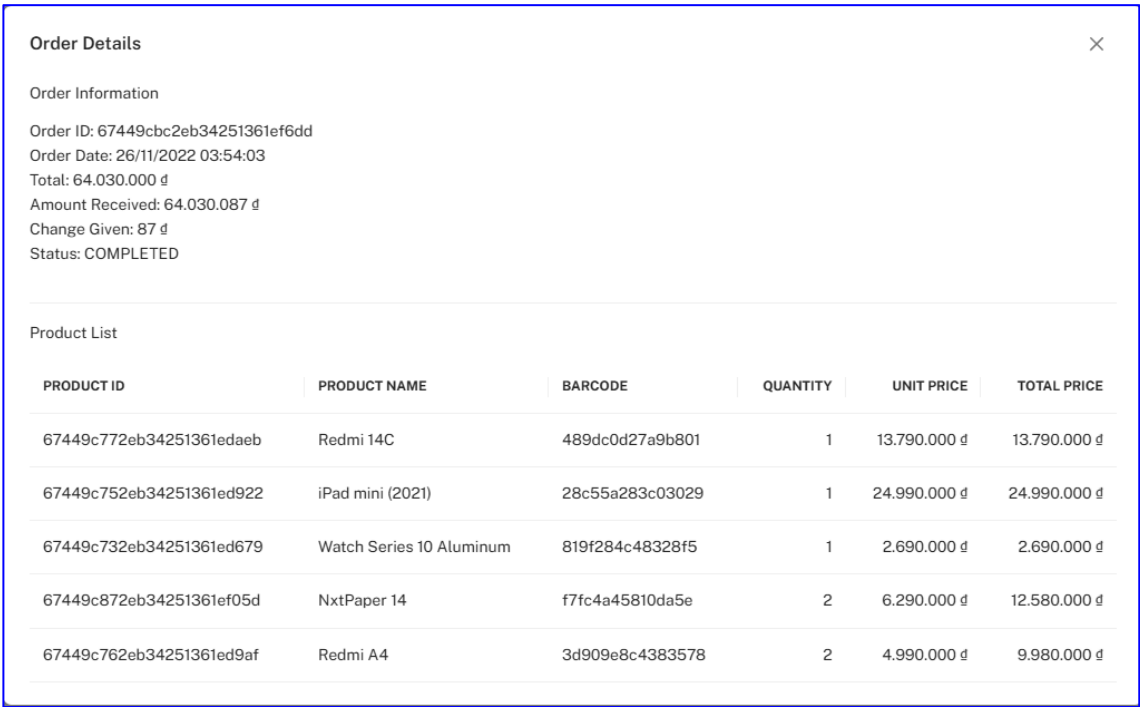 Order Details
Order Information
Order ID: 67449cbc2eb34251361ef6dd
Order Date: 26/11/2022 03:54:03
Total: 64.030.000 ₫
Amount Received: 64.030.087 ₫
Change Given: 87 ₫
Status: COMPLETED
Product List
PRODUCT ID PRODUCT NAME BARCODE QUANTITY UNIT PRICE TOTAL PRICE
67449c772eb34251361edaeb Redmi 14C 489dc0d27a9b801 1 13.790.000 ₫ 13.790.000 ₫
67449c752eb34251361ed922 iPad mini (2021) 28c55a283c03029 1 24.990.000 ₫ 24.990.000 ₫
67449c732eb34251361ed679 Watch Series 10 Aluminum 819f284c48328f5 1 2.690.000 ₫ 2.690.000 ₫
67449c872eb34251361ef05d NxtPaper 14 f7fc4a45810da5e 2 6.290.000 ₫ 12.580.000 ₫
67449c762eb34251361ed9af Redmi A4 3d909e8c4383578 2 4.990.000 ₫ 9.980.000 ₫